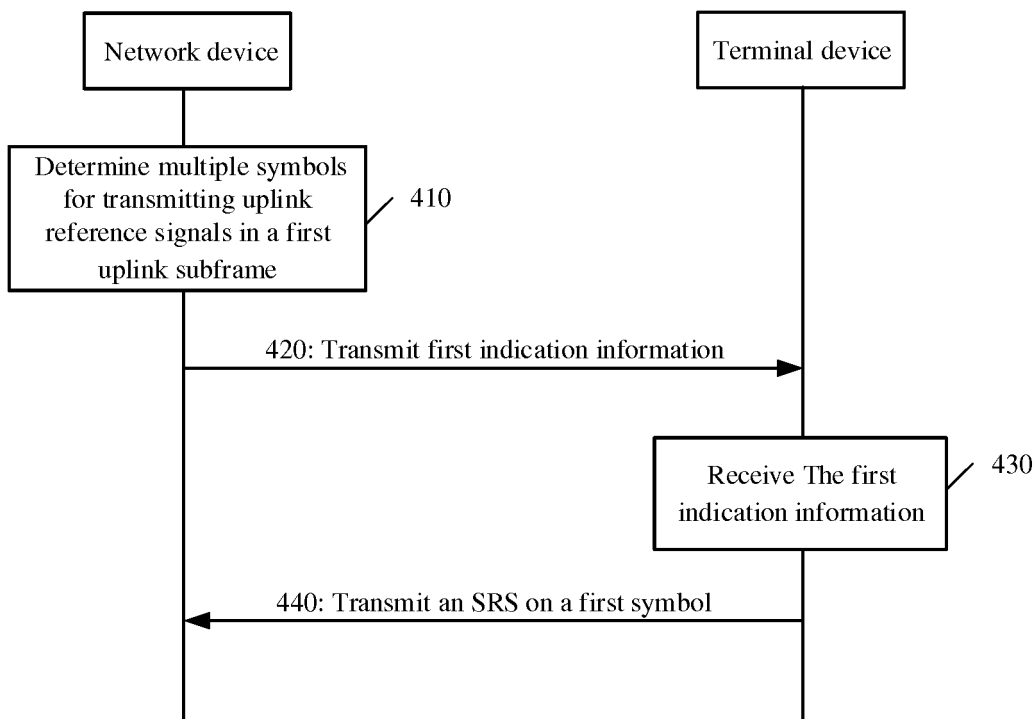 Network device
Terminal device
Determine multiple symbols
for transmitting uplink
reference signals in a first
uplink subframe
410
420: Transmit first indication information
Receive The first
indication information
430
440: Transmit an SRS on a first symbol